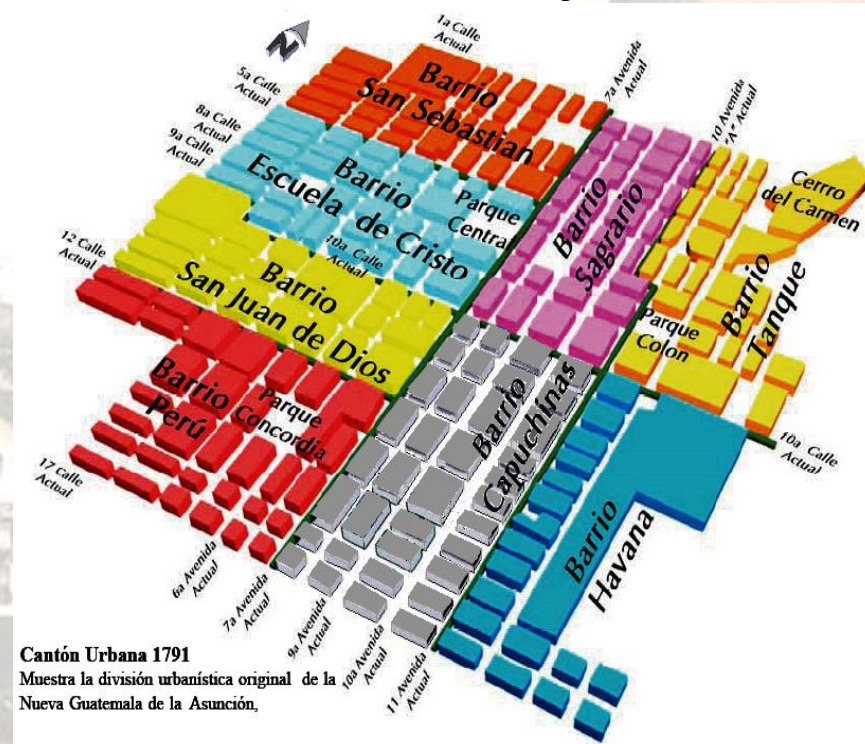 N
1a Calle
Actual
5a Calle
Actual
8a Calle
Actual
9a Calle
Actual
12 Calle
Actual
17 Calle
Actual
Barrio
San Sebastian
Barrio
Escuela de Cristo
Parque
Centra
10a Calle
Actual
Barrio
San Juan de Dios
Barrio
Perú
Parque
Concordia
7a Avenida
Actual
Barrio
Sagrario
10 Avenida
"A" Actual
Cerrro
del Carmen
Barrio
Tanque
Parque
Colon
10a Calle
Actual
Barrio
Capuchinas
Barrio
Havana
6a Avenida
Actual
7a Avenida
Actual
9a Avenida
Actual
10a Avenida
Actual
11 Avenida
Actual
Cantón Urbana 1791
Muestra la división urbanística original de la
Nueva Guatemala de la Asunción,